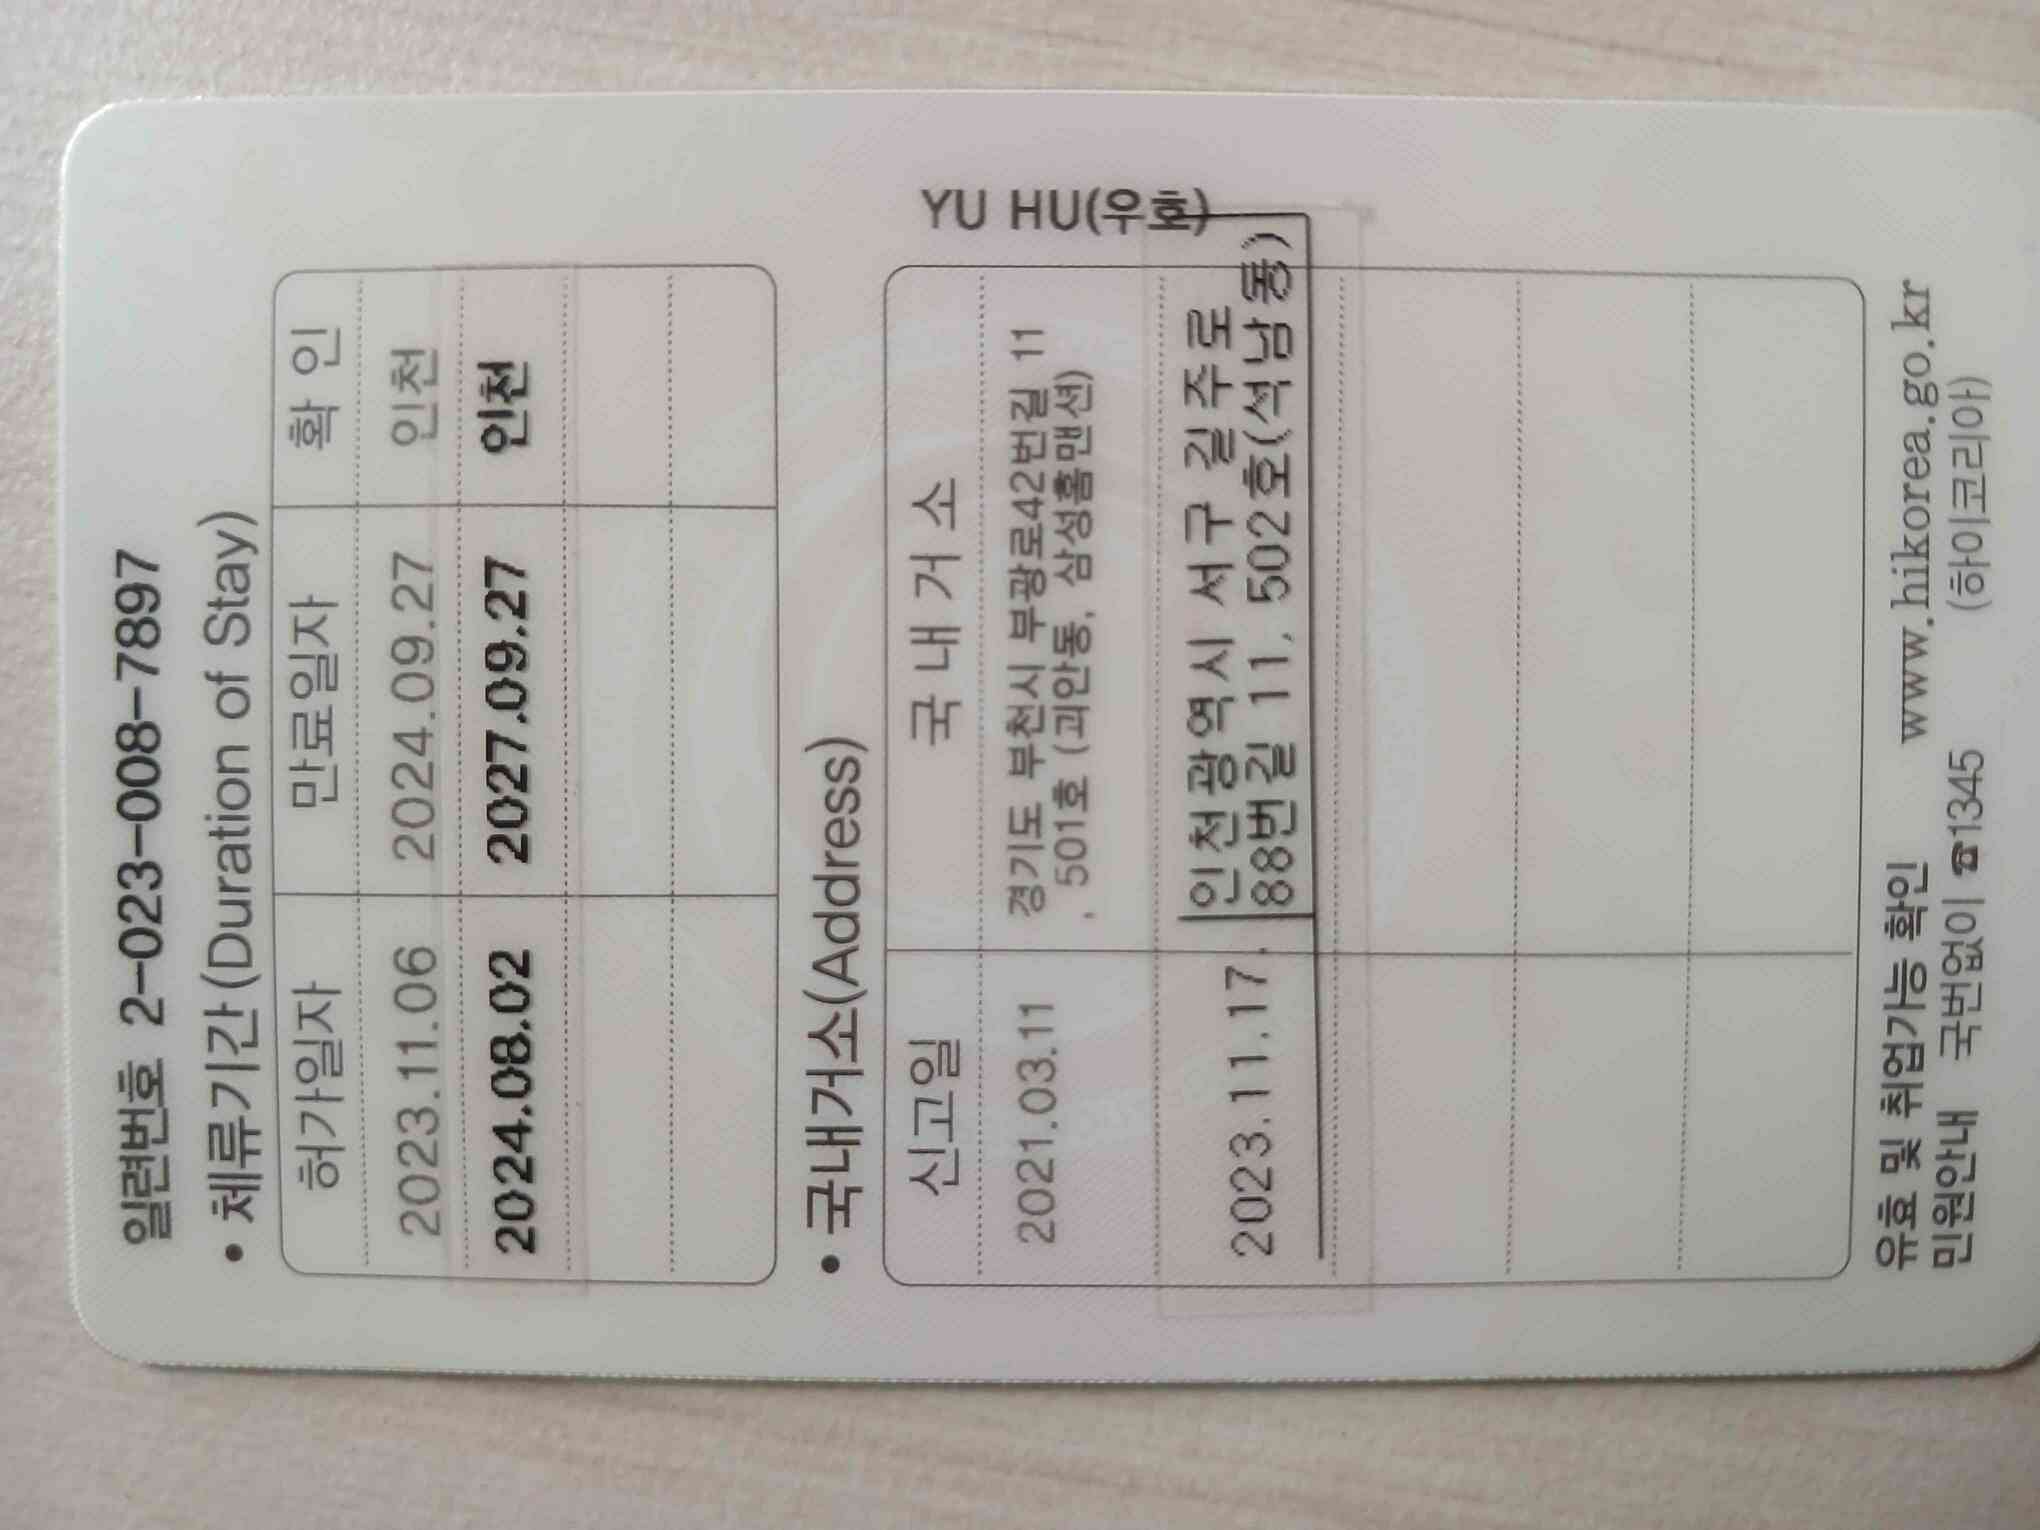 일련번호 2-023-008-7897
• 체류기간(Duration of Stay)
허가일자 만료일자 확 인
2023.11.06 2024.09.27 인천
2024.08.02 2027.09.27 인천
• 국내거소(Address)
YU HU(우호)
신고일 국 내 거 소
2021.03.11 경기도 부천시 부광로42번길 11
, 501호 (괴안동, 삼성홈맨션)
2023.11.17. 인천광역시 서구 길주로
88번길 11, 502호(석남동)
유효 및 취업가능 확인 www.hikorea.go.kr
민원안내 국번없이 ☎1345 (하이코리아)